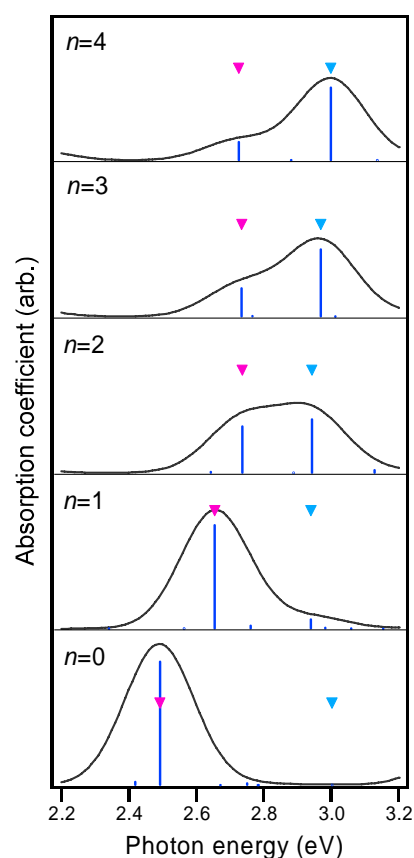 n=4
n=3
n=2
n=1
n=0
Absorption coefficient (arb.)
2.2 2.4 2.6 2.8 3.0 3.2
Photon energy (eV)